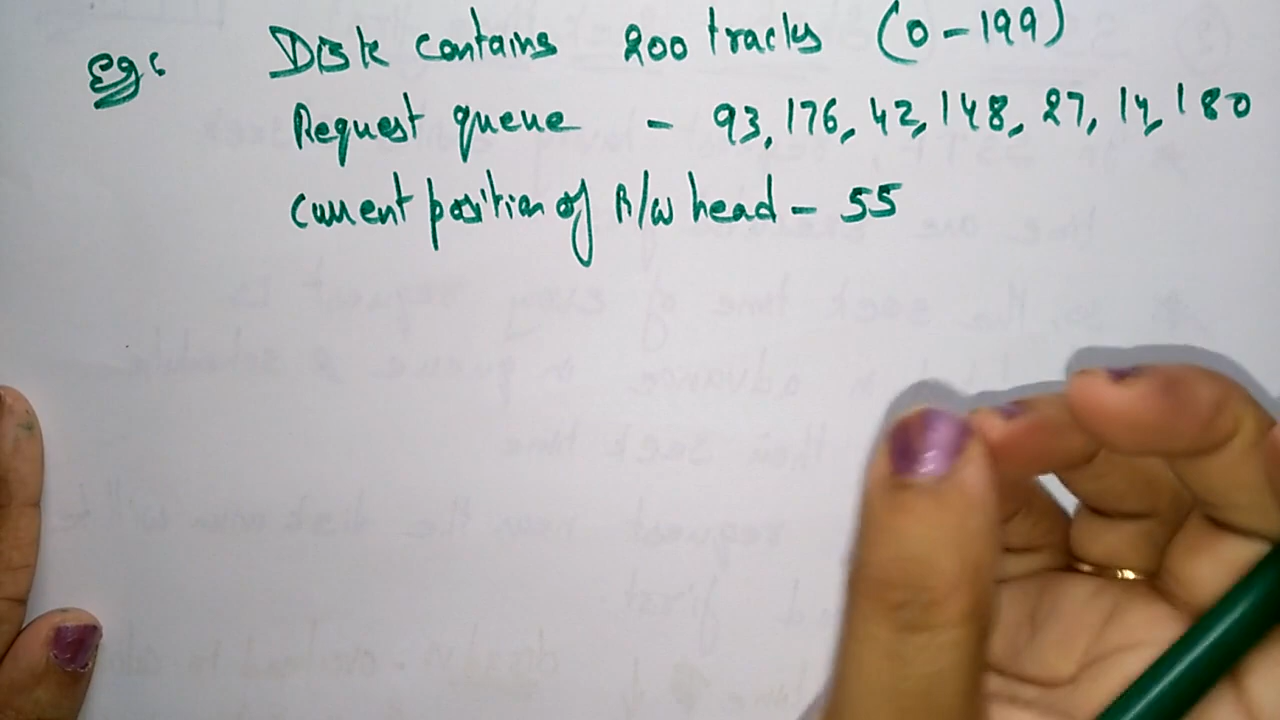 Eg: Disk contains 200 tracks (0-199)
Request queue - 93, 176, 42, 148, 27, 14, 180
Current position of R/W head - 55